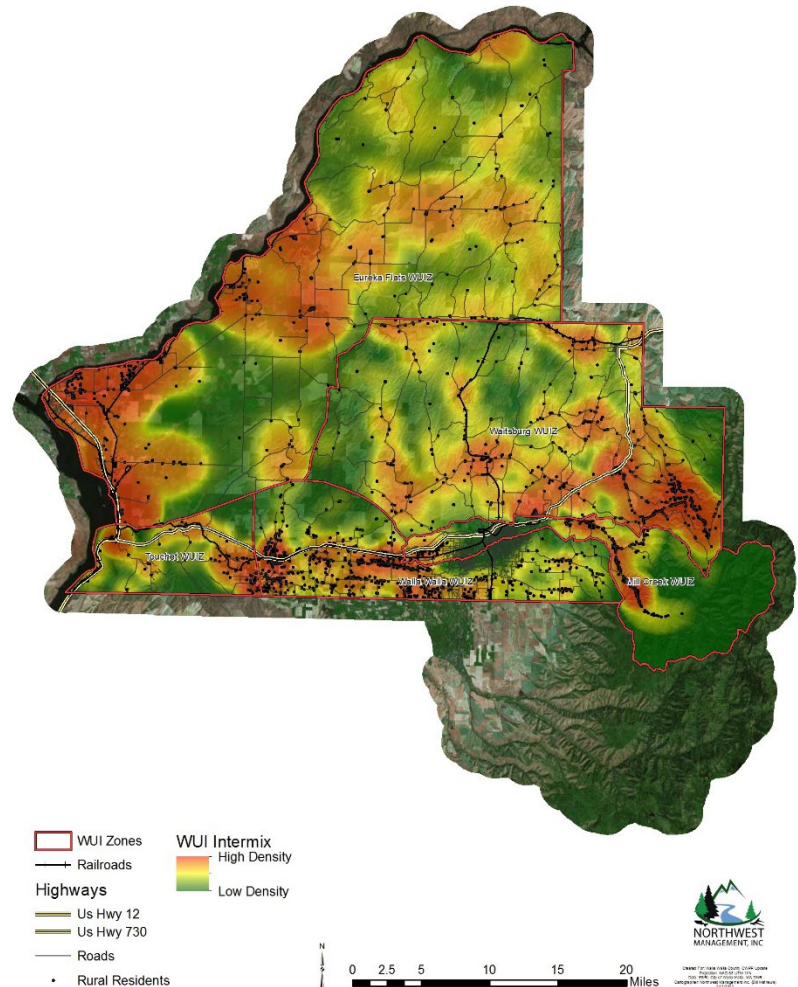 Eureka Flats WUIZ
Waitsburg WUIZ
Touchet WUIZ
Walla Walla WUIZ
Mill Creek WUIZ
WUI Zones
Railroads
Highways
Us Hwy 12
Us Hwy 730
Roads
Rural Residents
WUI Intermix
High Density
Low Density
N
0 2.5 5 10 15 20
Miles
NORTHWEST
MANAGEMENT, INC